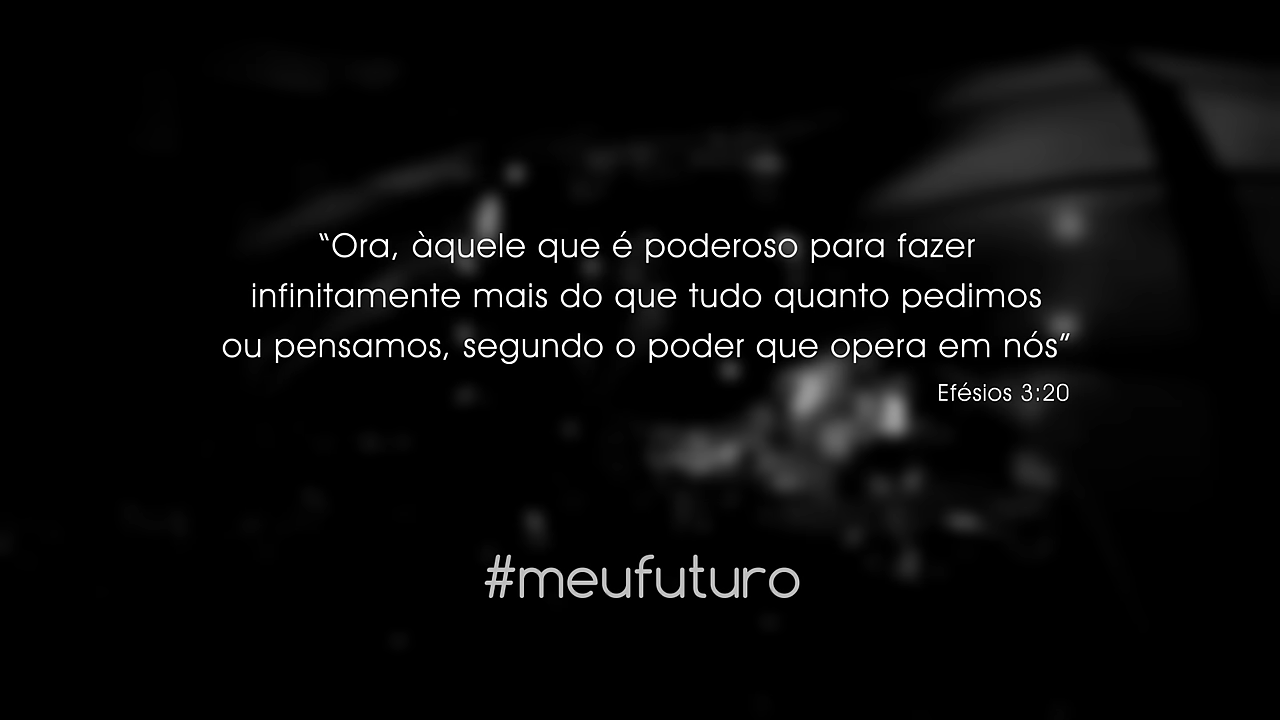 “Ora, àquele que é poderoso para fazer
infinitamente mais do que tudo quanto pedimos
ou pensamos, segundo o poder que opera em nós”
Efésios 3:20
#meufuturo